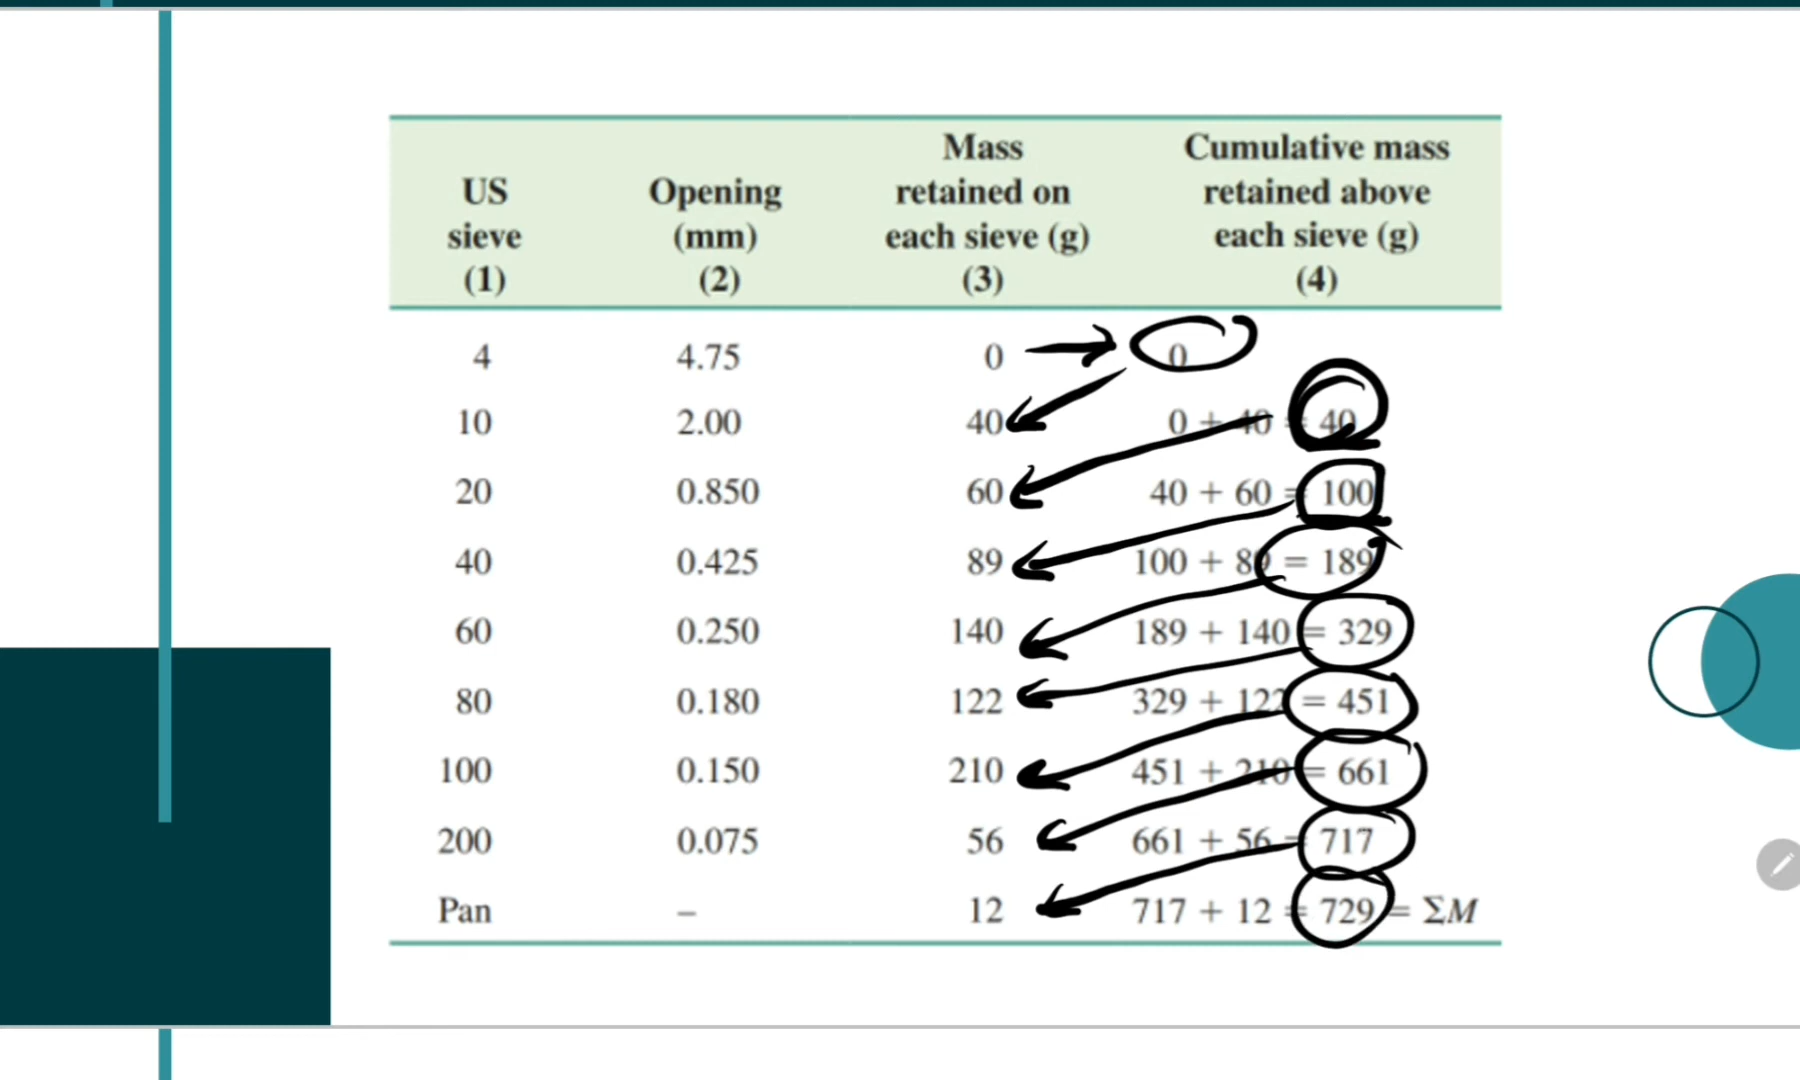 US sieve (1) Opening (mm) (2) Mass retained on each sieve (g) (3) Cumulative mass retained above each sieve (g) (4)
4 4.75 0 0
10 2.00 40 0 + 40 = 40
20 0.850 60 40 + 60 = 100
40 0.425 89 100 + 89 = 189
60 0.250 140 189 + 140 = 329
80 0.180 122 329 + 122 = 451
100 0.150 210 451 + 210 = 661
200 0.075 56 661 + 56 = 717
Pan – 12 717 + 12 = 729 = ΣM